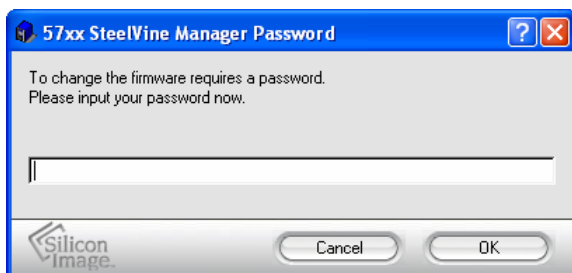 57xx SteelVine Manager Password
To change the firmware requires a password.
Please input your password now.
Silicon
Image.
Cancel
OK